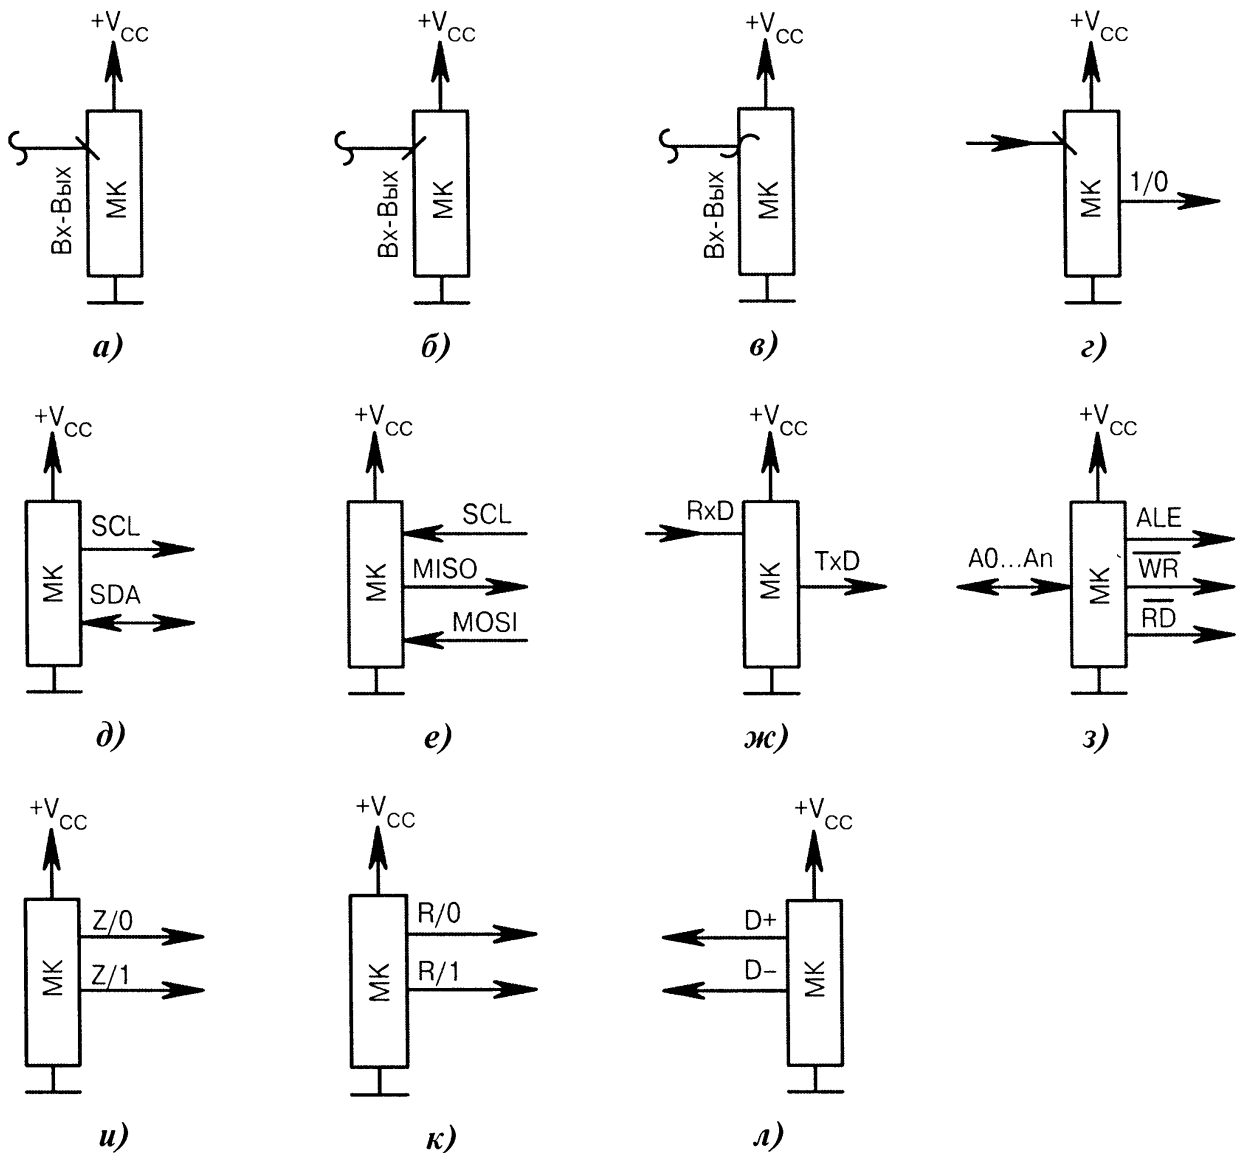 +VCC +VCC +VCC +VCC
Вх-Вых МК Вх-Вых МК Вх-Вых МК МК 1/0
а) б) в) г)
+VCC +VCC +VCC +VCC
МК SCL SDA МК SCL MISO MOSI RxD МК TxD A0...An МК ALE WR RD
д) е) ж) з)
+VCC +VCC +VCC
МК Z/0 Z/1 МК R/0 R/1 D+ D− МК
и) к) л)